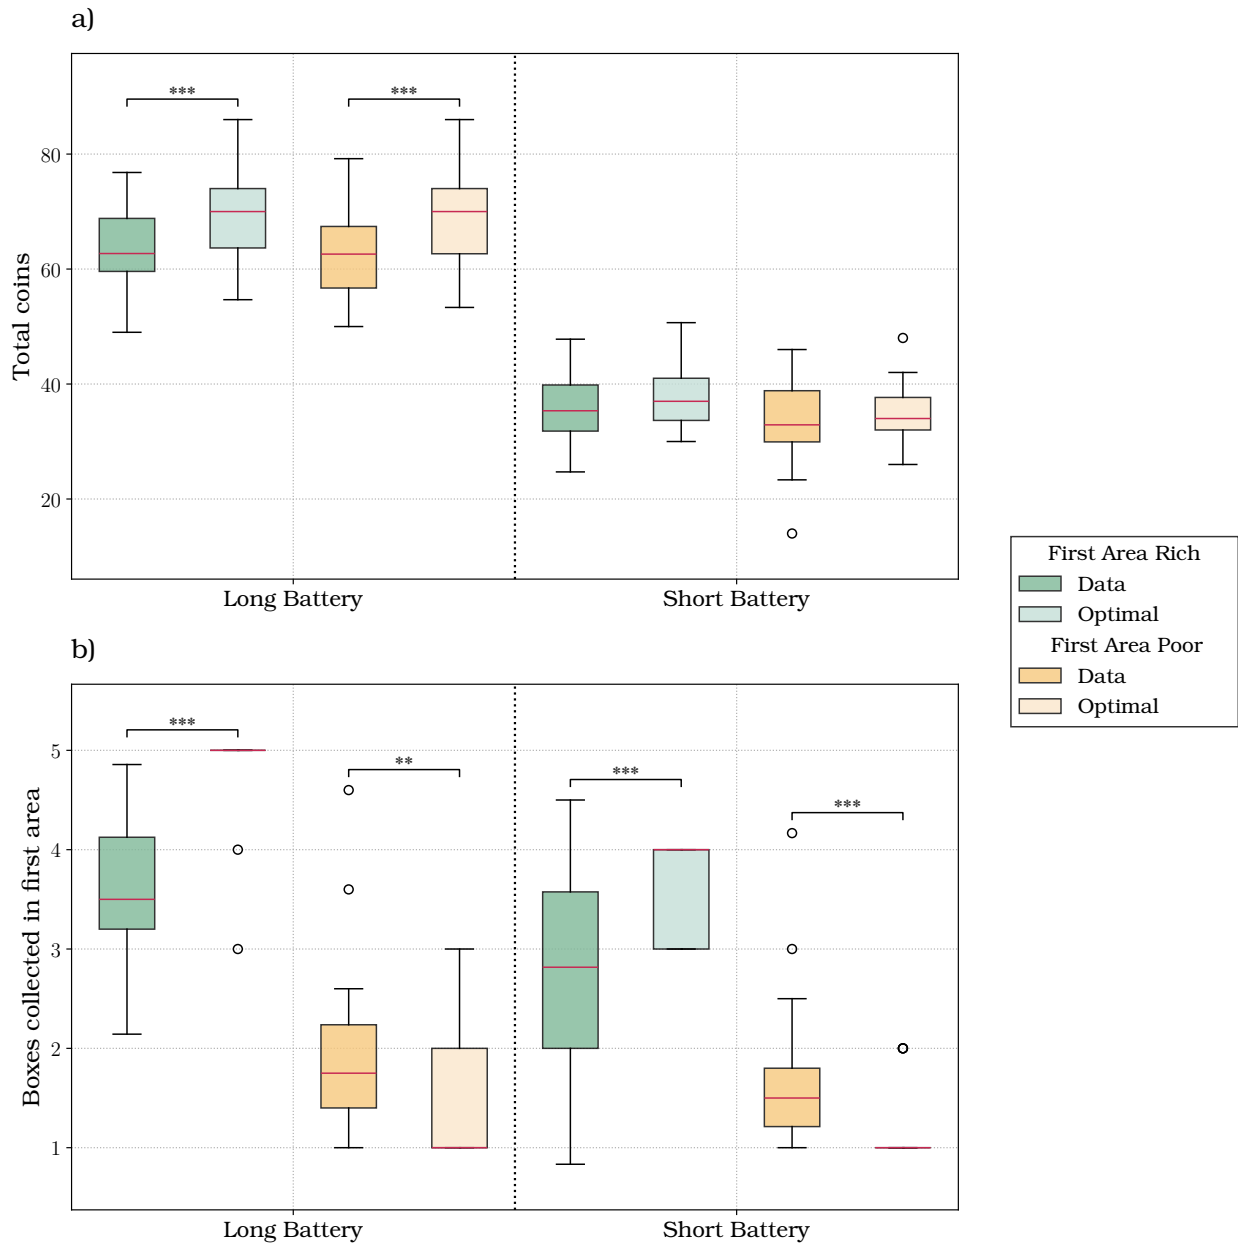 a)
*** ***
80
60
40
20
Total coins
Long Battery Short Battery
First Area Rich
Data
Optimal
First Area Poor
Data
Optimal
b)
*** ** *** ***
5
4
3
2
1
Boxes collected in first area
Long Battery Short Battery